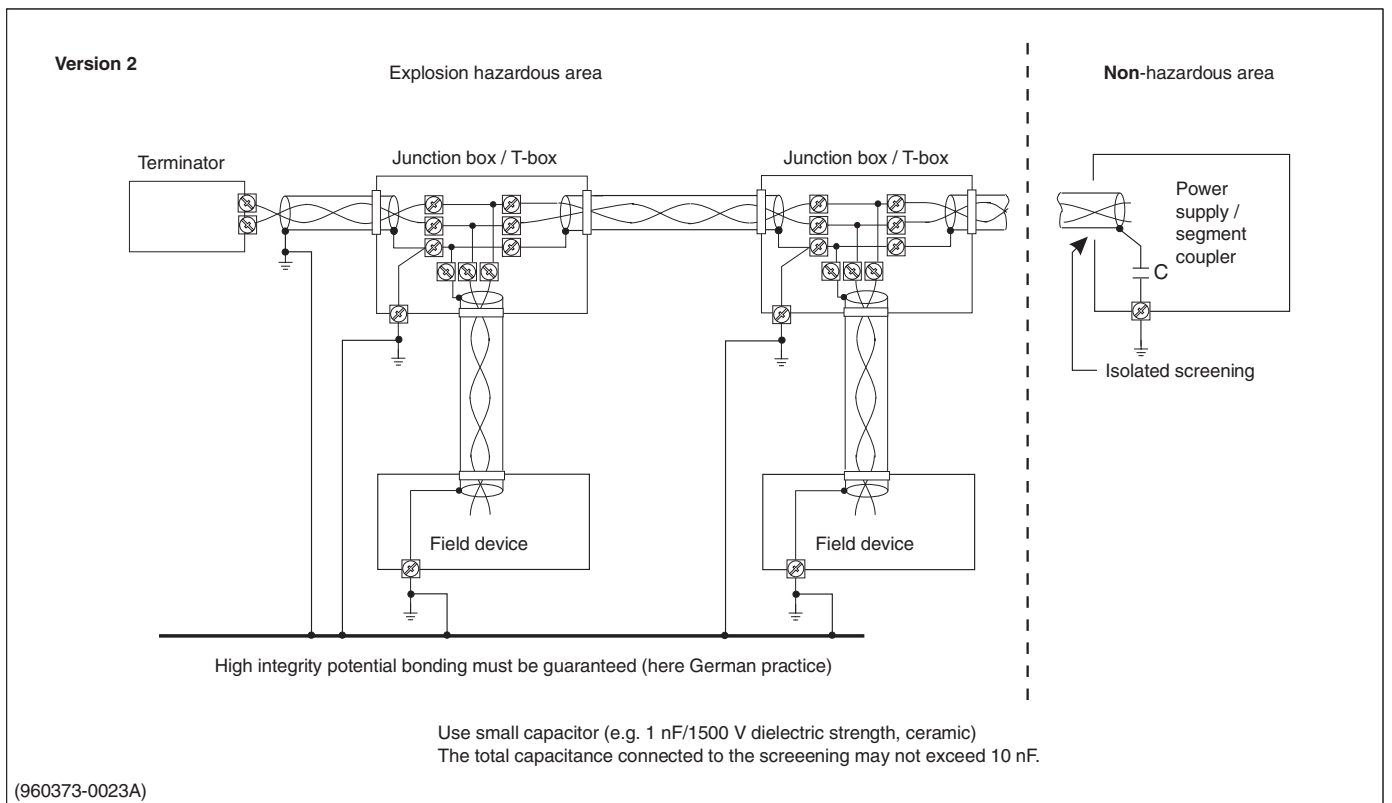 Version 2
Explosion hazardous area
Non-hazardous area
Terminator
Junction box / T-box
Junction box / T-box
Power
supply /
segment
coupler
C
Isolated screening
Field device
Field device
High integrity potential bonding must be guaranteed (here German practice)
Use small capacitor (e.g. 1 nF/1500 V dielectric strength, ceramic)
The total capacitance connected to the screeening may not exceed 10 nF.
(960373-0023A)